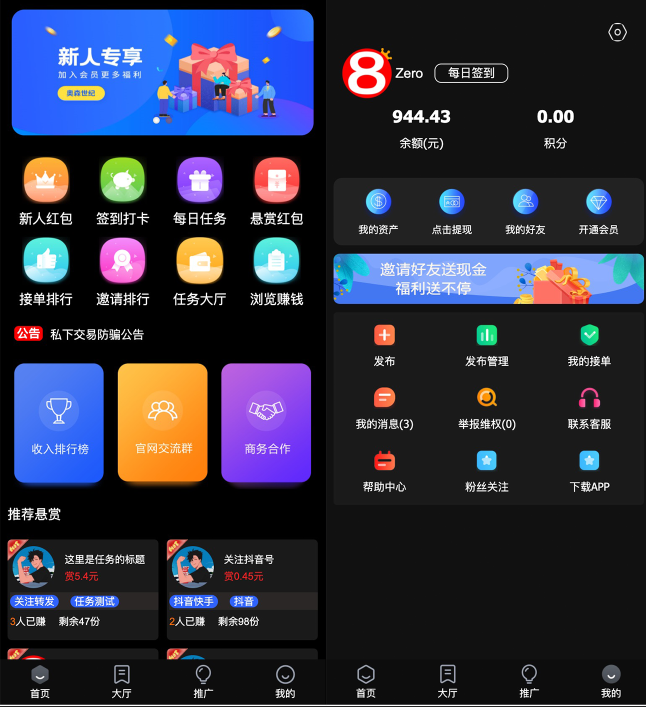 新人专享
加入会员更多福利
奥森世纪
新人红包
签到打卡
每日任务
悬赏红包
接单排行
邀请排行
任务大厅
浏览赚钱
公告 私下交易防骗公告
收入排行榜
官网交流群
商务合作
推荐悬赏
这里是任务的标题
赏5.4元
关注转发 任务测试
3人已赚 剩余47份
关注抖音号
赏0.45元
抖音快手 抖音
2人已赚 剩余98份
首页
大厅
推广
我的
8
Zero
每日签到
944.43
余额(元)
0.00
积分
我的资产
点击提现
我的好友
开通会员
邀请好友送现金
福利送不停
发布
发布管理
我的接单
我的消息(3)
举报维权(0)
联系客服
帮助中心
粉丝关注
下载APP
首页
大厅
推广
我的